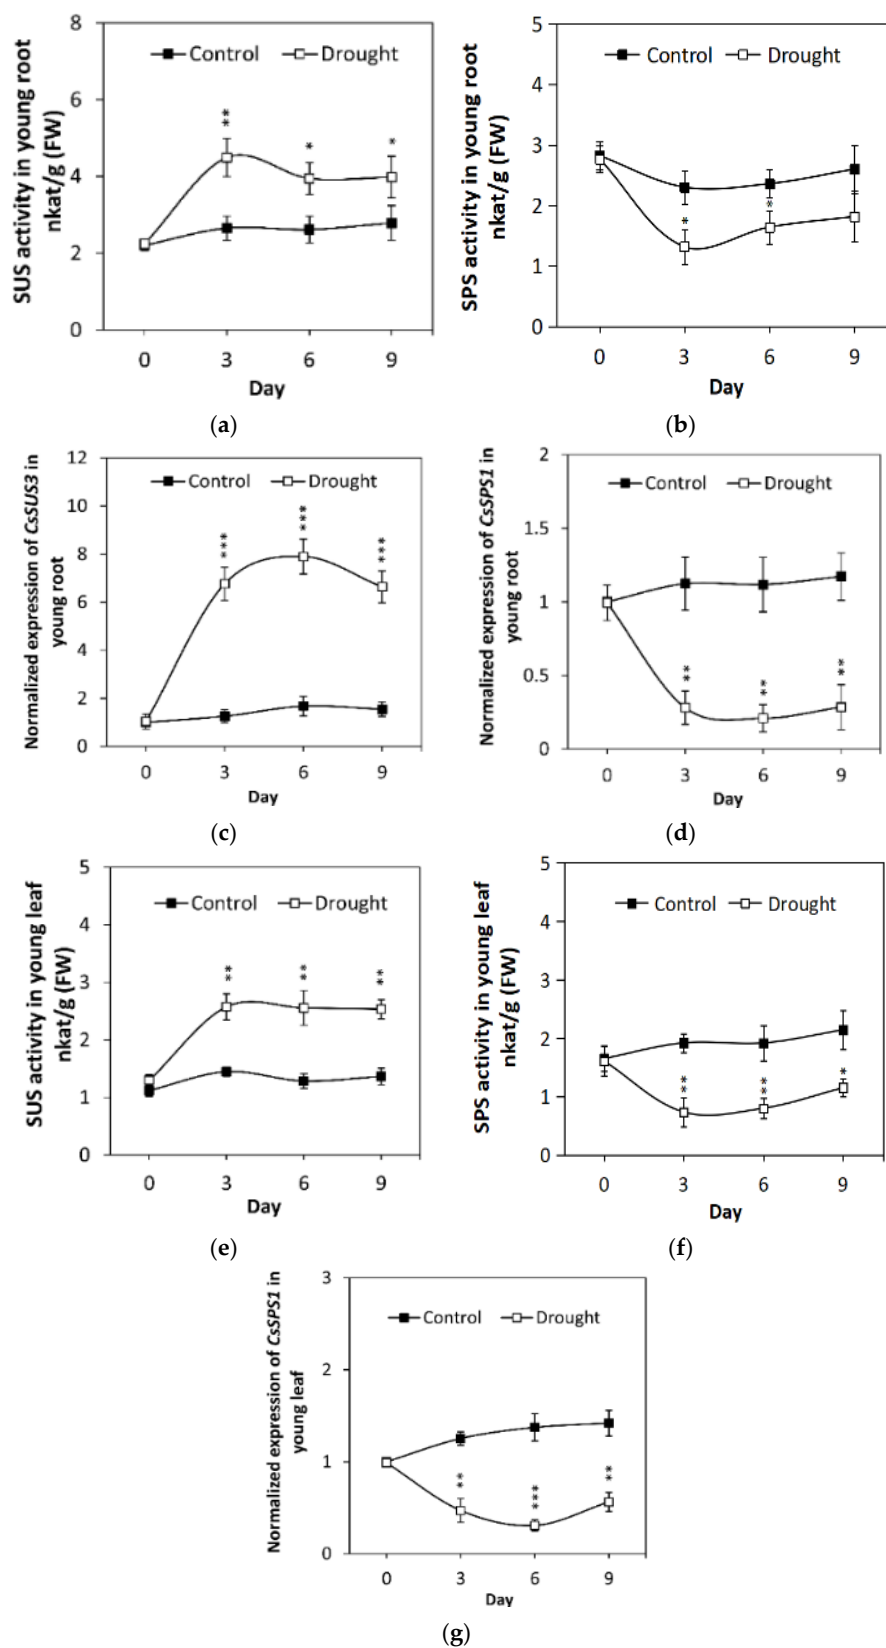 SUS activity in young root
nkat/g (FW)
8
6
4
2
0
Control Drought
** * *
0 3 6 9
Day
(a)
SPS activity in young root
nkat/g (FW)
5
4
3
2
1
0
Control Drought
* *
0 3 6 9
Day
(b)
Normalized expression of CsSUS3 in
young root
12
10
8
6
4
2
0
Control Drought
*** *** ***
0 3 6 9
Day
(c)
Normalized expression of CsSPS1 in
young root
2
1.5
1
0.5
0
Control Drought
** ** **
0 3 6 9
Day
(d)
SUS activity in young leaf
nkat/g (FW)
5
4
3
2
1
0
Control Drought
** ** **
0 3 6 9
Day
(e)
SPS activity in young leaf
nkat/g (FW)
5
4
3
2
1
0
Control Drought
** ** *
0 3 6 9
Day
(f)
Normalized expression of CsSPS1 in
young leaf
3
2
1
0
Control Drought
** *** **
0 3 6 9
Day
(g)